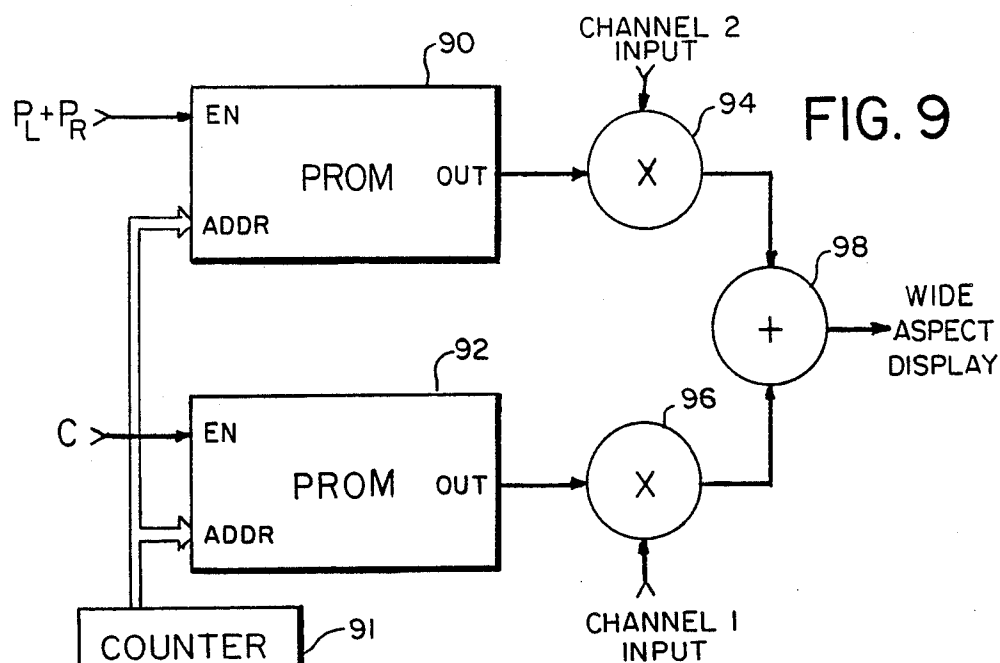 CHANNEL 2
INPUT
90
94
FIG. 9
P_L+P_R
EN
PROM
OUT
X
ADDR
98
WIDE
ASPECT
DISPLAY
+
92
96
C
EN
PROM
OUT
X
ADDR
COUNTER
91
CHANNEL 1
INPUT